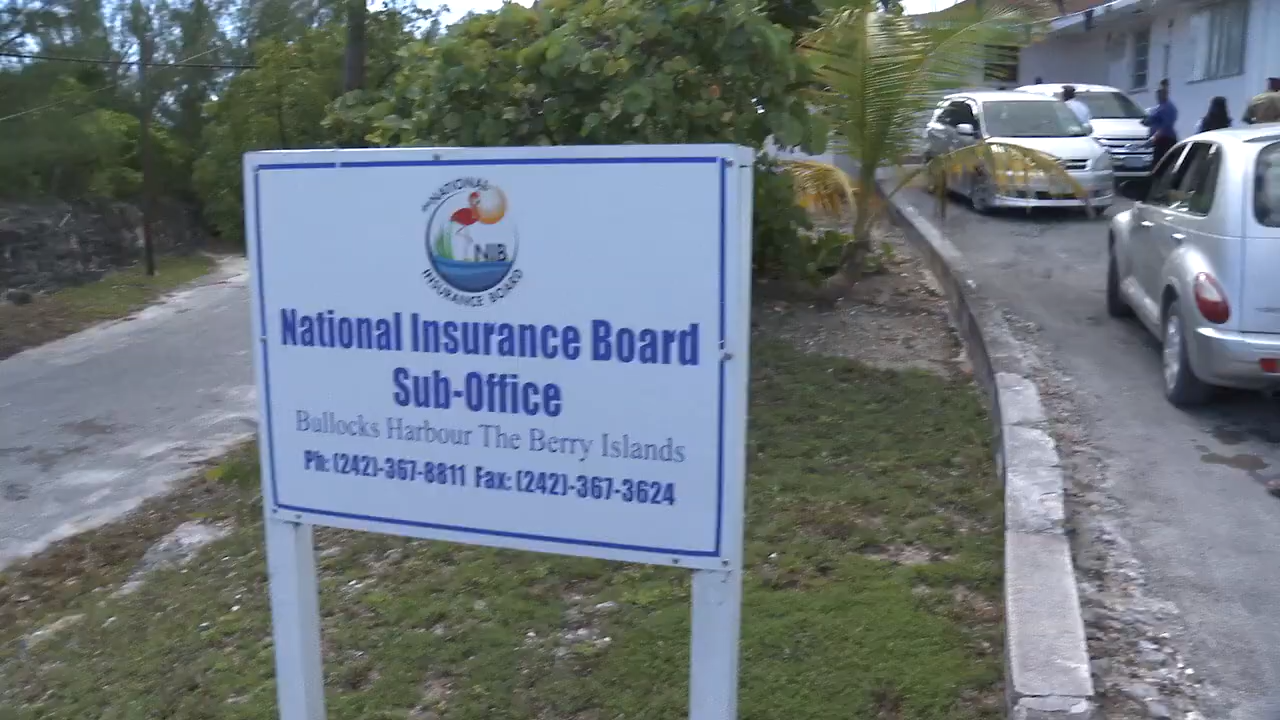 NATIONAL
NIB
INSURANCE BOARD
National Insurance Board
Sub-Office
Bullocks Harbour The Berry Islands
Ph: (242)-367-8811 Fax: (242)-367-3624